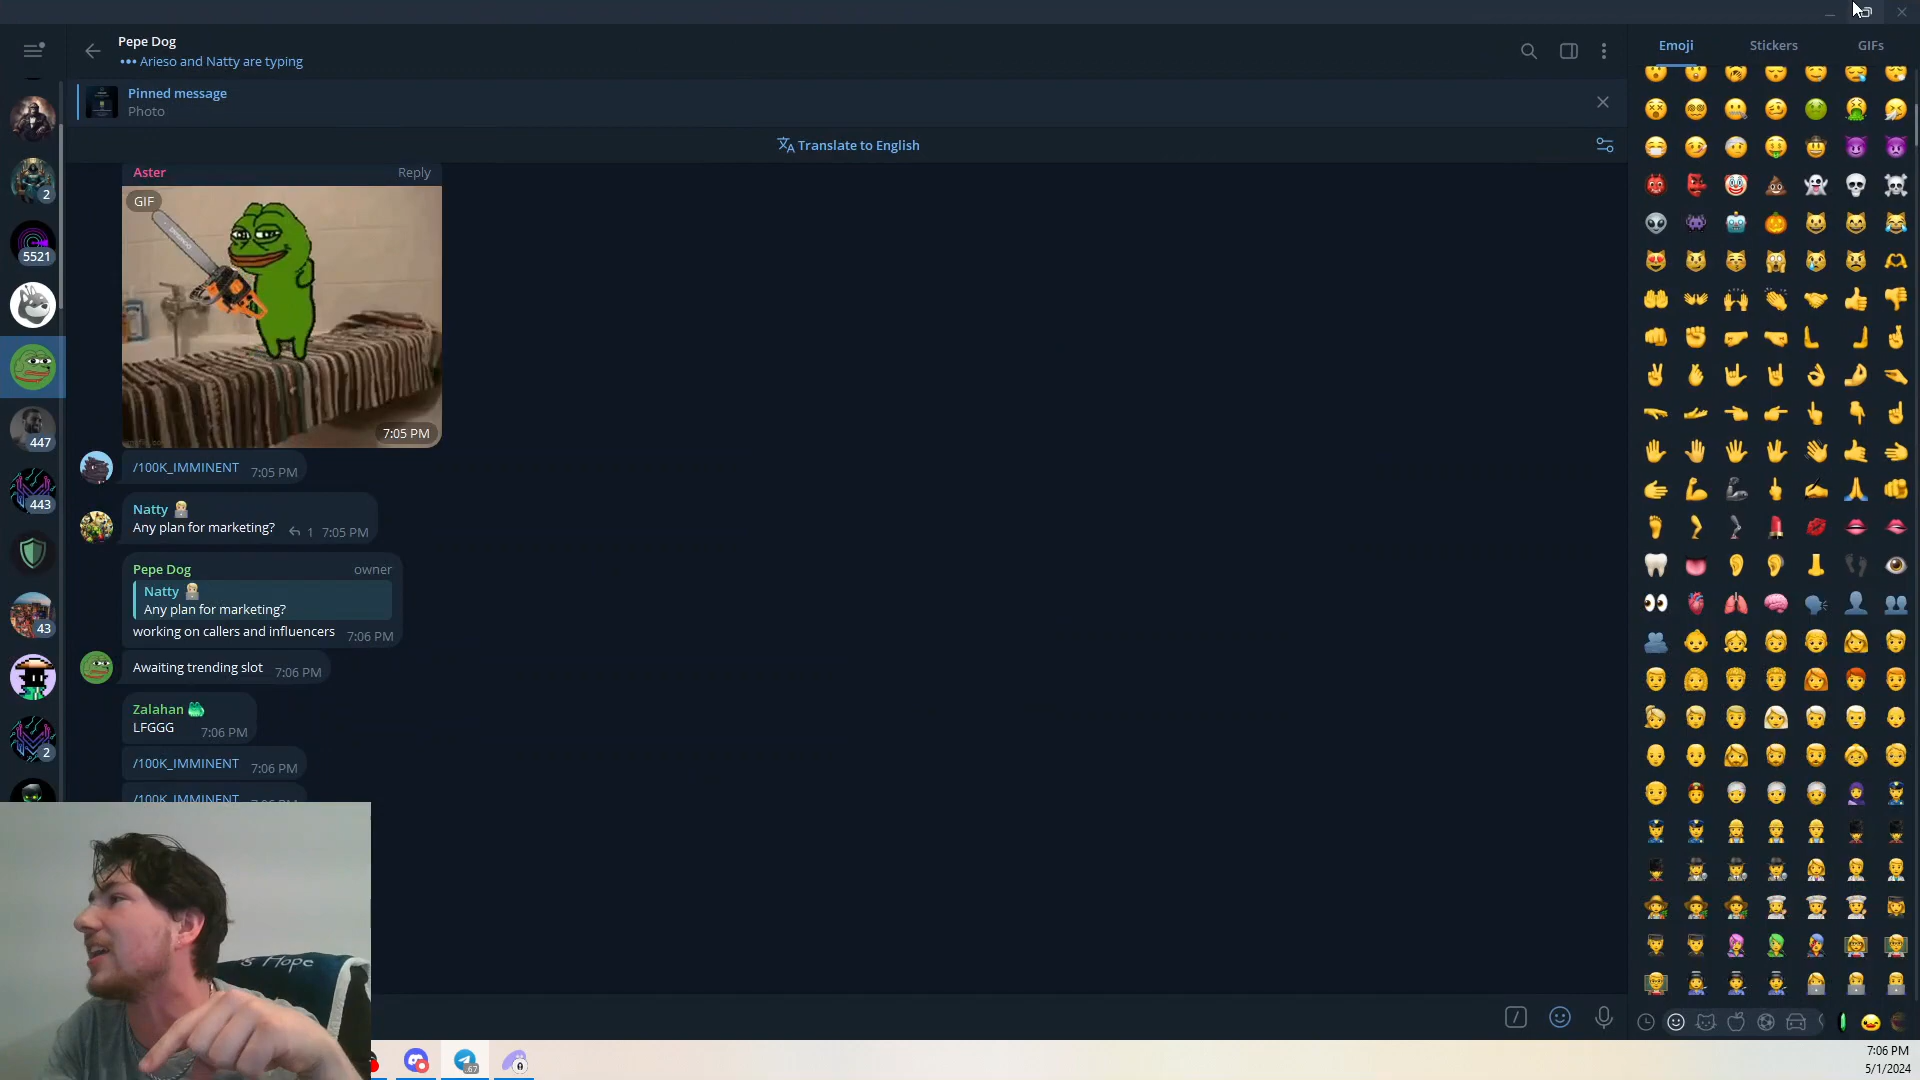 Pepe Dog
••• Arieso and Natty are typing
Pinned message
Photo
Translate to English
Aster Reply
GIF
7:05 PM
/100K_IMMINENT 7:05 PM
Natty
Any plan for marketing? 1 7:05 PM
Pepe Dog owner
Natty
Any plan for marketing?
working on callers and influencers 7:06 PM
Awaiting trending slot 7:06 PM
Zalahan
LFGGG 7:06 PM
/100K_IMMINENT 7:06 PM
/100K_IMMINENT 7:06 PM
2
5521
447
443
43
2
Emoji Stickers GIFs
7:06 PM
5/1/2024